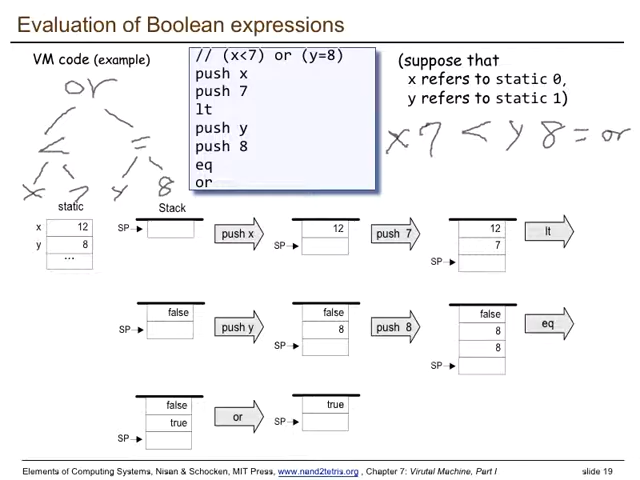 Evaluation of Boolean expressions
VM code (example)
// (x<7) or (y=8)
push x
push 7
lt
push y
push 8
eq
or
(suppose that
x refers to static 0,
y refers to static 1)
or
< =
x 7 y 8
x 7 < y 8 = or
static
x 12
y 8
...
Stack
SP
push x
12
SP
push 7
12
7
SP
lt
false
SP
push y
false
8
SP
push 8
false
8
8
SP
eq
false
true
SP
or
true
SP
Elements of Computing Systems, Nisan & Schocken, MIT Press, www.nand2tetris.org , Chapter 7: Virutal Machine, Part I slide 19